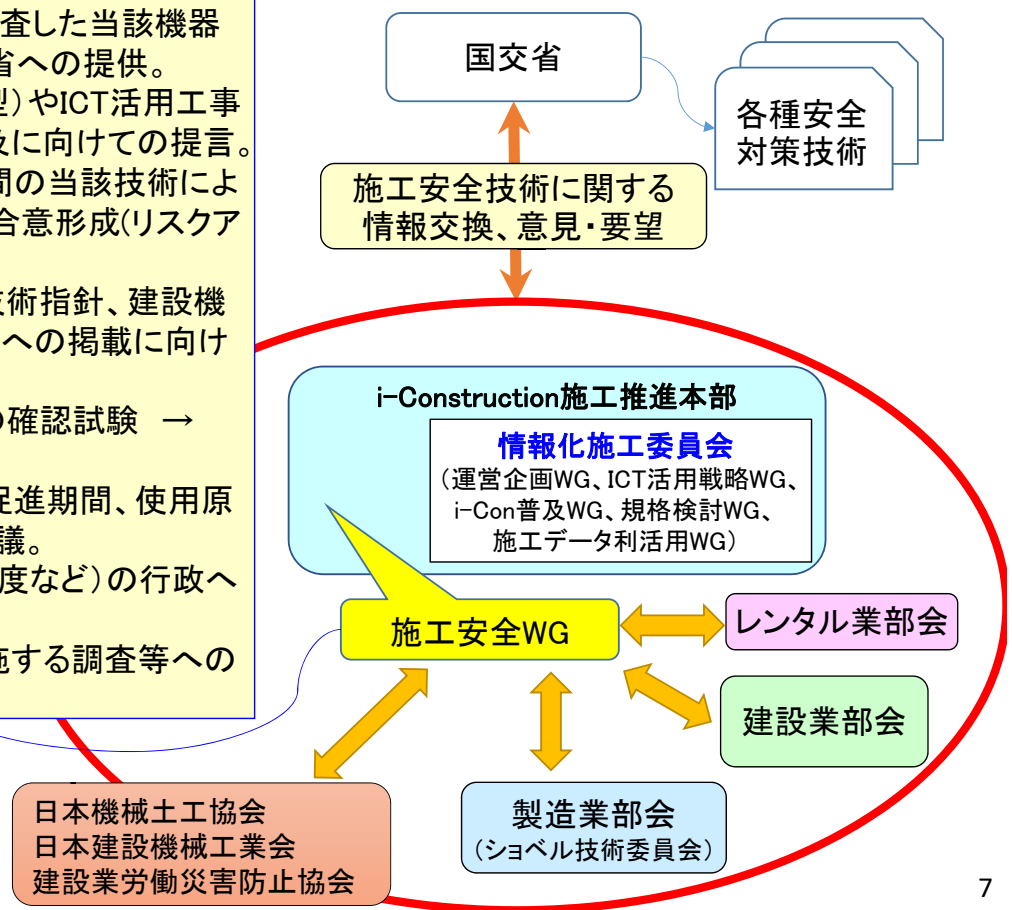 査した当該機器
省への提供。
型)やICT活用工事
及に向けての提言。
間の当該技術によ
合意形成(リスクア
技術指針、建設機
への掲載に向け
の確認試験 →
促進期間、使用原
議。
度など)の行政へ
施する調査等への
国交省
各種安全
対策技術
施工安全技術に関する
情報交換、意見・要望
i-Construction施工推進本部
情報化施工委員会
(運営企画WG、ICT活用戦略WG、
i-Con普及WG、規格検討WG、
施工データ利活用WG)
施工安全WG
レンタル業部会
建設業部会
製造業部会
(ショベル技術委員会)
日本機械土工協会
日本建設機械工業会
建設業労働災害防止協会
7